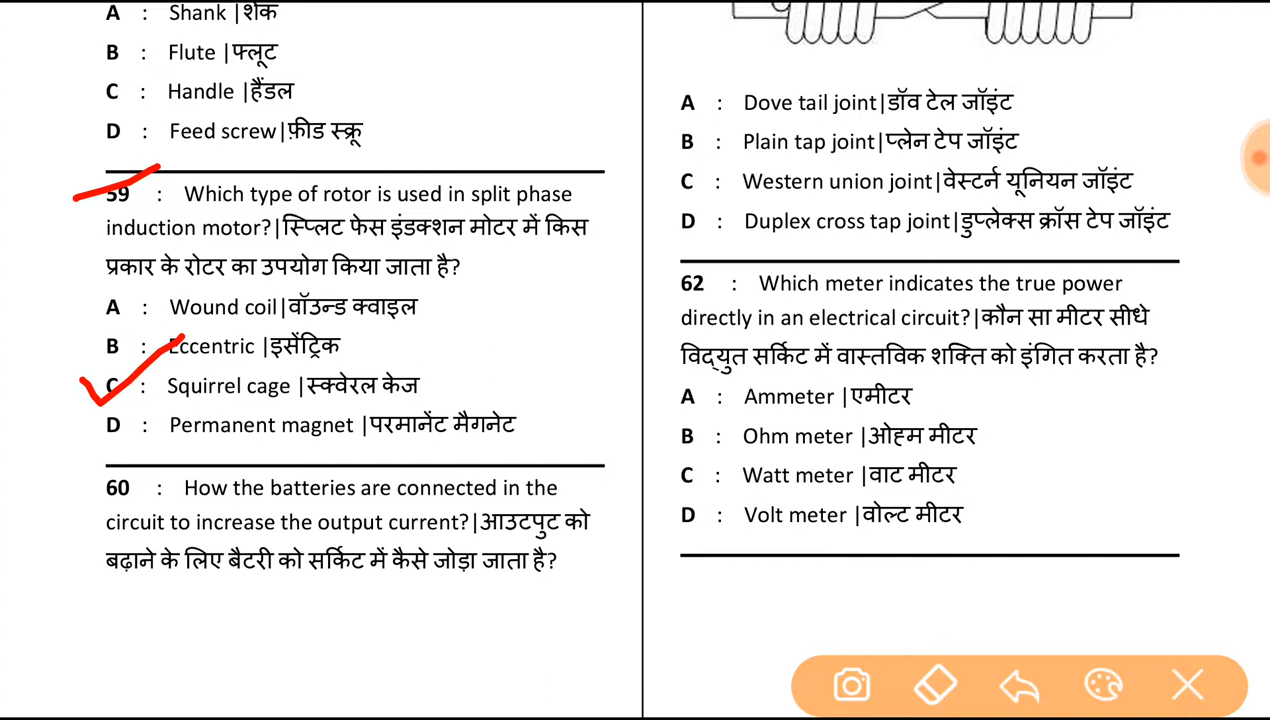 A : Shank |शेंक
B : Flute |फ्लूट
C : Handle |हैंडल
D : Feed screw|फ़ीड स्क्रू
59 : Which type of rotor is used in split phase
induction motor?|स्प्लिट फेस इंडक्शन मोटर में किस
प्रकार के रोटर का उपयोग किया जाता है?
A : Wound coil|वॉउन्ड क्वाइल
B : Eccentric |इसेंट्रिक
C : Squirrel cage |स्क्वेरल केज
D : Permanent magnet |परमानेंट मैगनेट
60 : How the batteries are connected in the
circuit to increase the output current?|आउटपुट को
बढ़ाने के लिए बैटरी को सर्किट में कैसे जोड़ा जाता है?
A : Dove tail joint|डॉव टेल जॉइंट
B : Plain tap joint|प्लेन टेप जॉइंट
C : Western union joint|वेस्टर्न यूनियन जॉइंट
D : Duplex cross tap joint|डुप्लेक्स क्रॉस टेप जॉइंट
62 : Which meter indicates the true power
directly in an electrical circuit?|कौन सा मीटर सीधे
विद्युत सर्किट में वास्तविक शक्ति को इंगित करता है?
A : Ammeter |एमीटर
B : Ohm meter |ओह्म मीटर
C : Watt meter |वाट मीटर
D : Volt meter |वोल्ट मीटर